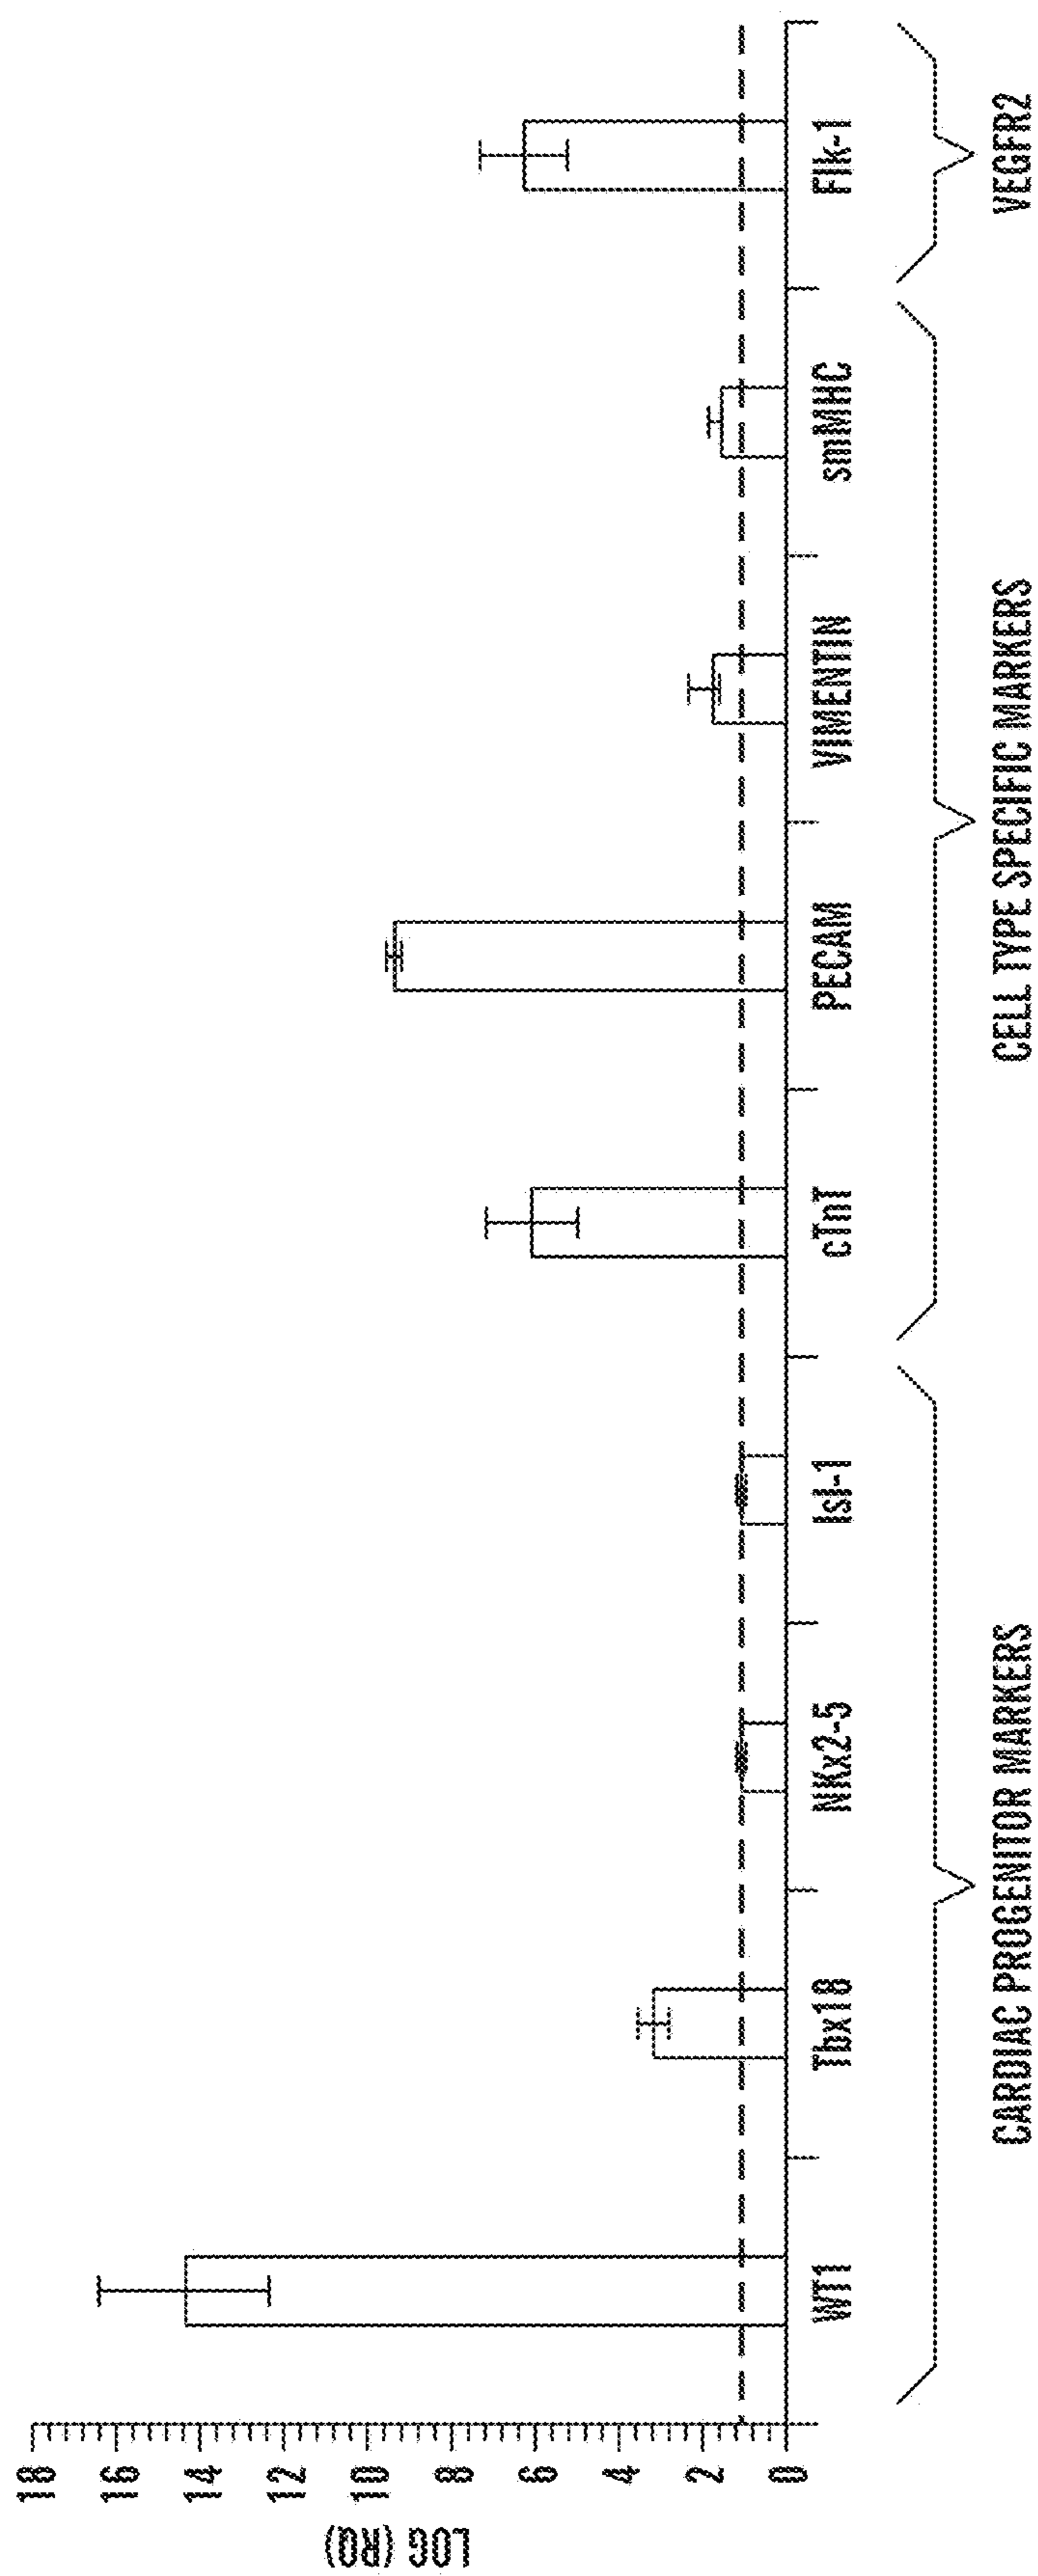 LOG (RQ)
18
16
14
12
10
8
6
4
2
0
WT1
Tbx18
NKx2-5
Isl-1
cTnT
PECAM
VIMENTIN
smMHC
Flk-1
CARDIAC PROGENITOR MARKERS
CELL TYPE SPECIFIC MARKERS
VEGFR2